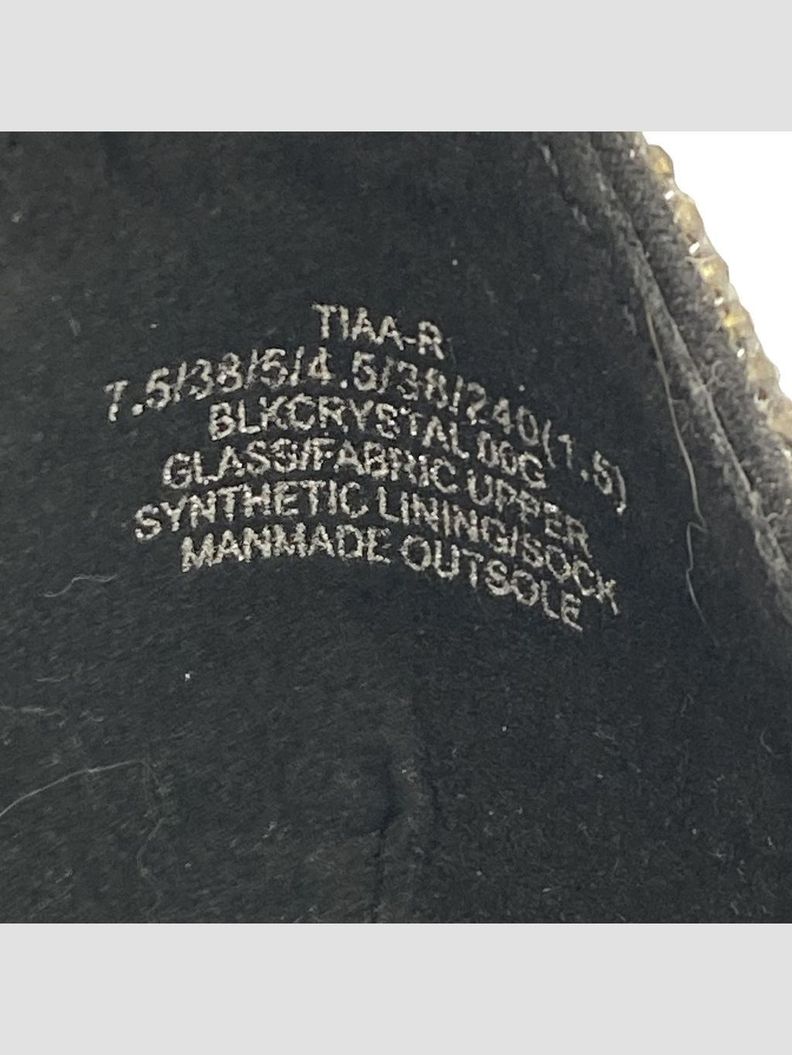 TIAA-R
7.5/38/5/4.5/38/240(1.5)
BLKCRYSTAL 00G
GLASS/FABRIC UPPER
SYNTHETIC LINING/SOCK
MANMADE OUTSOLE